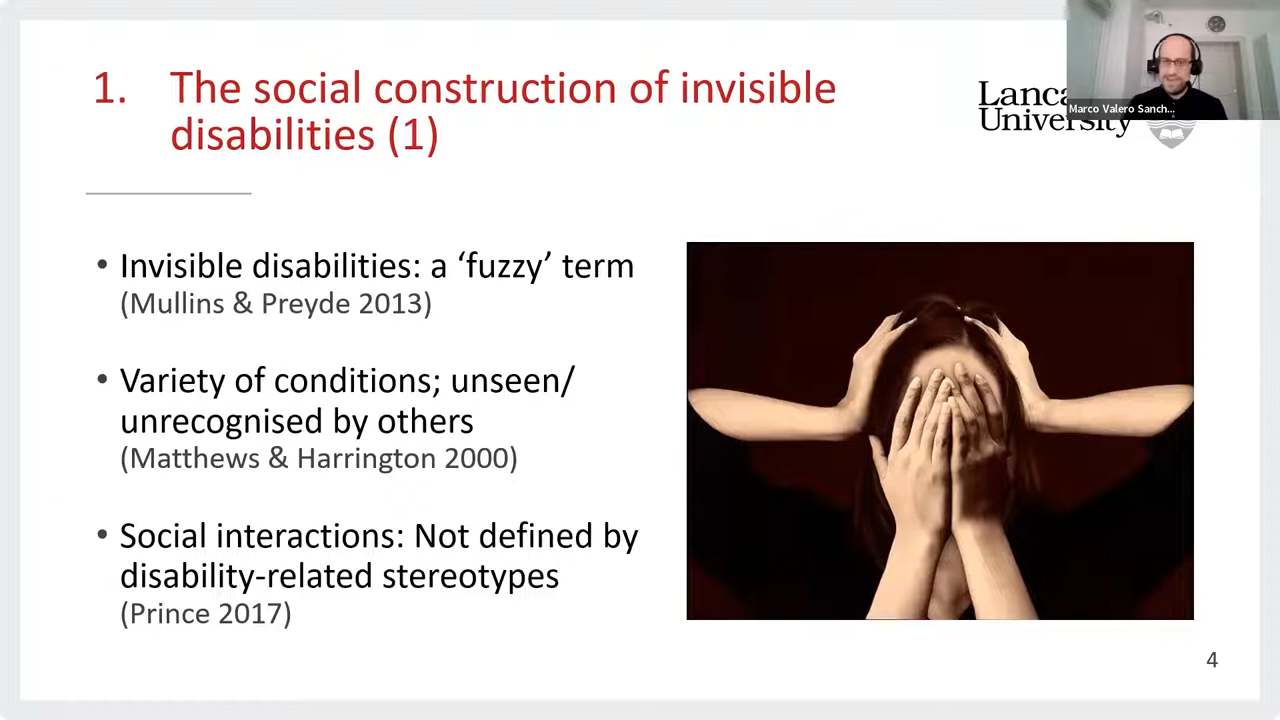 1. The social construction of invisible
disabilities (1)
Lanca
University
Marco Valero Sanch...
• Invisible disabilities: a ‘fuzzy’ term
(Mullins & Preyde 2013)
• Variety of conditions; unseen/
unrecognised by others
(Matthews & Harrington 2000)
• Social interactions: Not defined by
disability-related stereotypes
(Prince 2017)
4